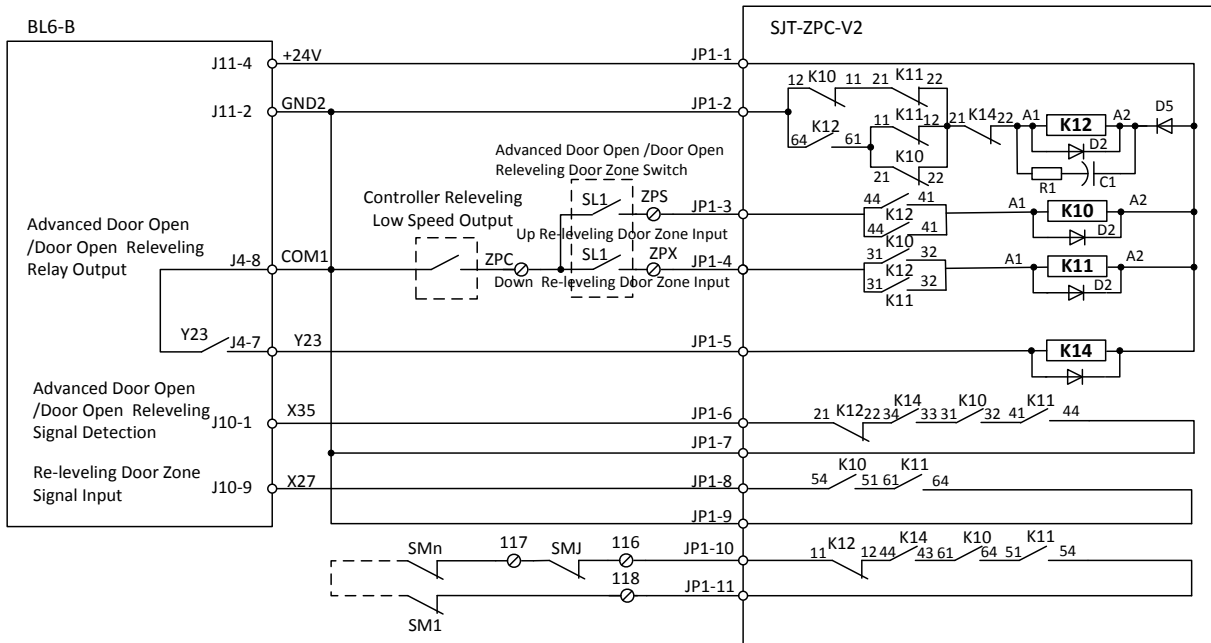 BL6-B
SJT-ZPC-V2
J11-4 +24V JP1-1
J11-2 GND2 JP1-2
12 K10 11 21 K11 22
64 K12 61 11 K11 12 21 K14 22 A1 K12 A2 D5
D2
K10
21 22
R1 C1
Advanced Door Open /Door Open
Releveling Door Zone Switch
Controller Releveling
Low Speed Output
SL1 ZPS JP1-3
44 41
K12
44 41
A1 K10 A2
D2
Up Re-leveling Door Zone Input
Advanced Door Open
/Door Open Releveling
Relay Output
J4-8 COM1 ZPC SL1 ZPX JP1-4
Down Re-leveling Door Zone Input
K10
31 32
K12
31 32
K11
A1 K11 A2
D2
Y23 J4-7 Y23 JP1-5
K14
Advanced Door Open
/Door Open Releveling
Signal Detection
J10-1 X35 JP1-6
21 K12 22 34 K14 33 31 K10 32 41 K11 44
JP1-7
Re-leveling Door Zone
Signal Input
J10-9 X27 JP1-8
54 K10 51 61 K11 64
JP1-9
SMn 117 SMJ 116 JP1-10
11 K12 12 44 K14 43 61 K10 64 51 K11 54
118 JP1-11
SM1